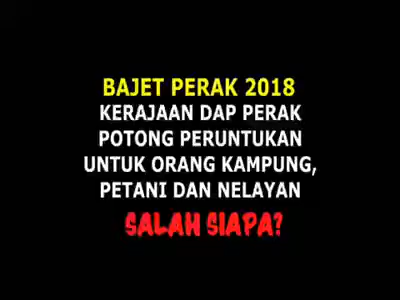 BAJET PERAK 2018
KERAJAAN DAP PERAK
POTONG PERUNTUKAN
UNTUK ORANG KAMPUNG,
PETANI DAN NELAYAN
SALAH SIAPA?